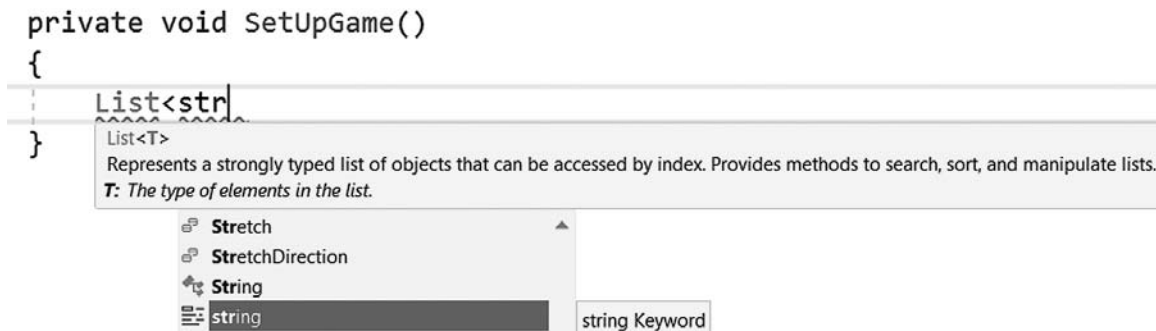 private void SetUpGame()
{
List<str
}
List<T>
Represents a strongly typed list of objects that can be accessed by index. Provides methods to search, sort, and manipulate lists.
T: The type of elements in the list.
Stretch
StretchDirection
String
string
string Keyword